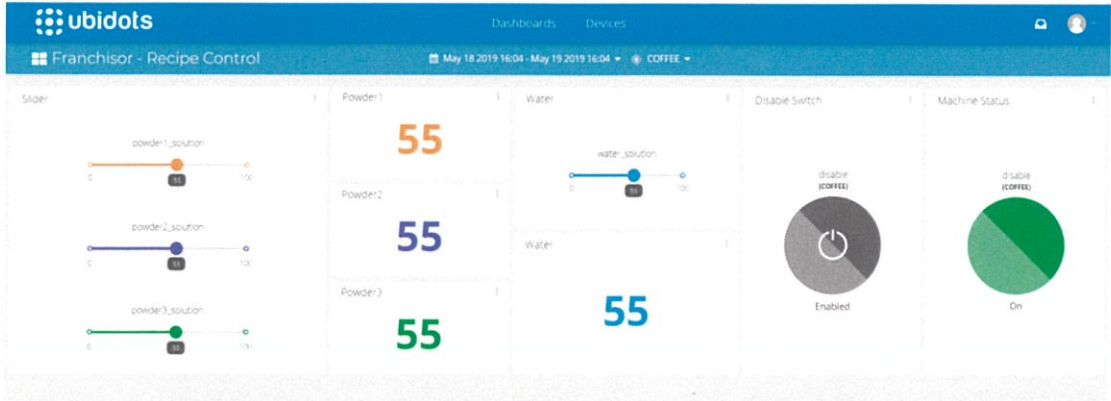 ubidots
Dashboards Devices
Franchisor - Recipe Control
May 18 2019 16:04 - May 19 2019 16:04 COFFEE
Slider
powder1_solution
0 55 100
powder2_solution
0 55 100
powder3_solution
0 55 100
Powder1
55
Powder2
55
Powder3
55
Water
water_solution
0 55 100
Water
55
Disable Switch
disable
(COFFEE)
Enabled
Machine Status
disable
(COFFEE)
On